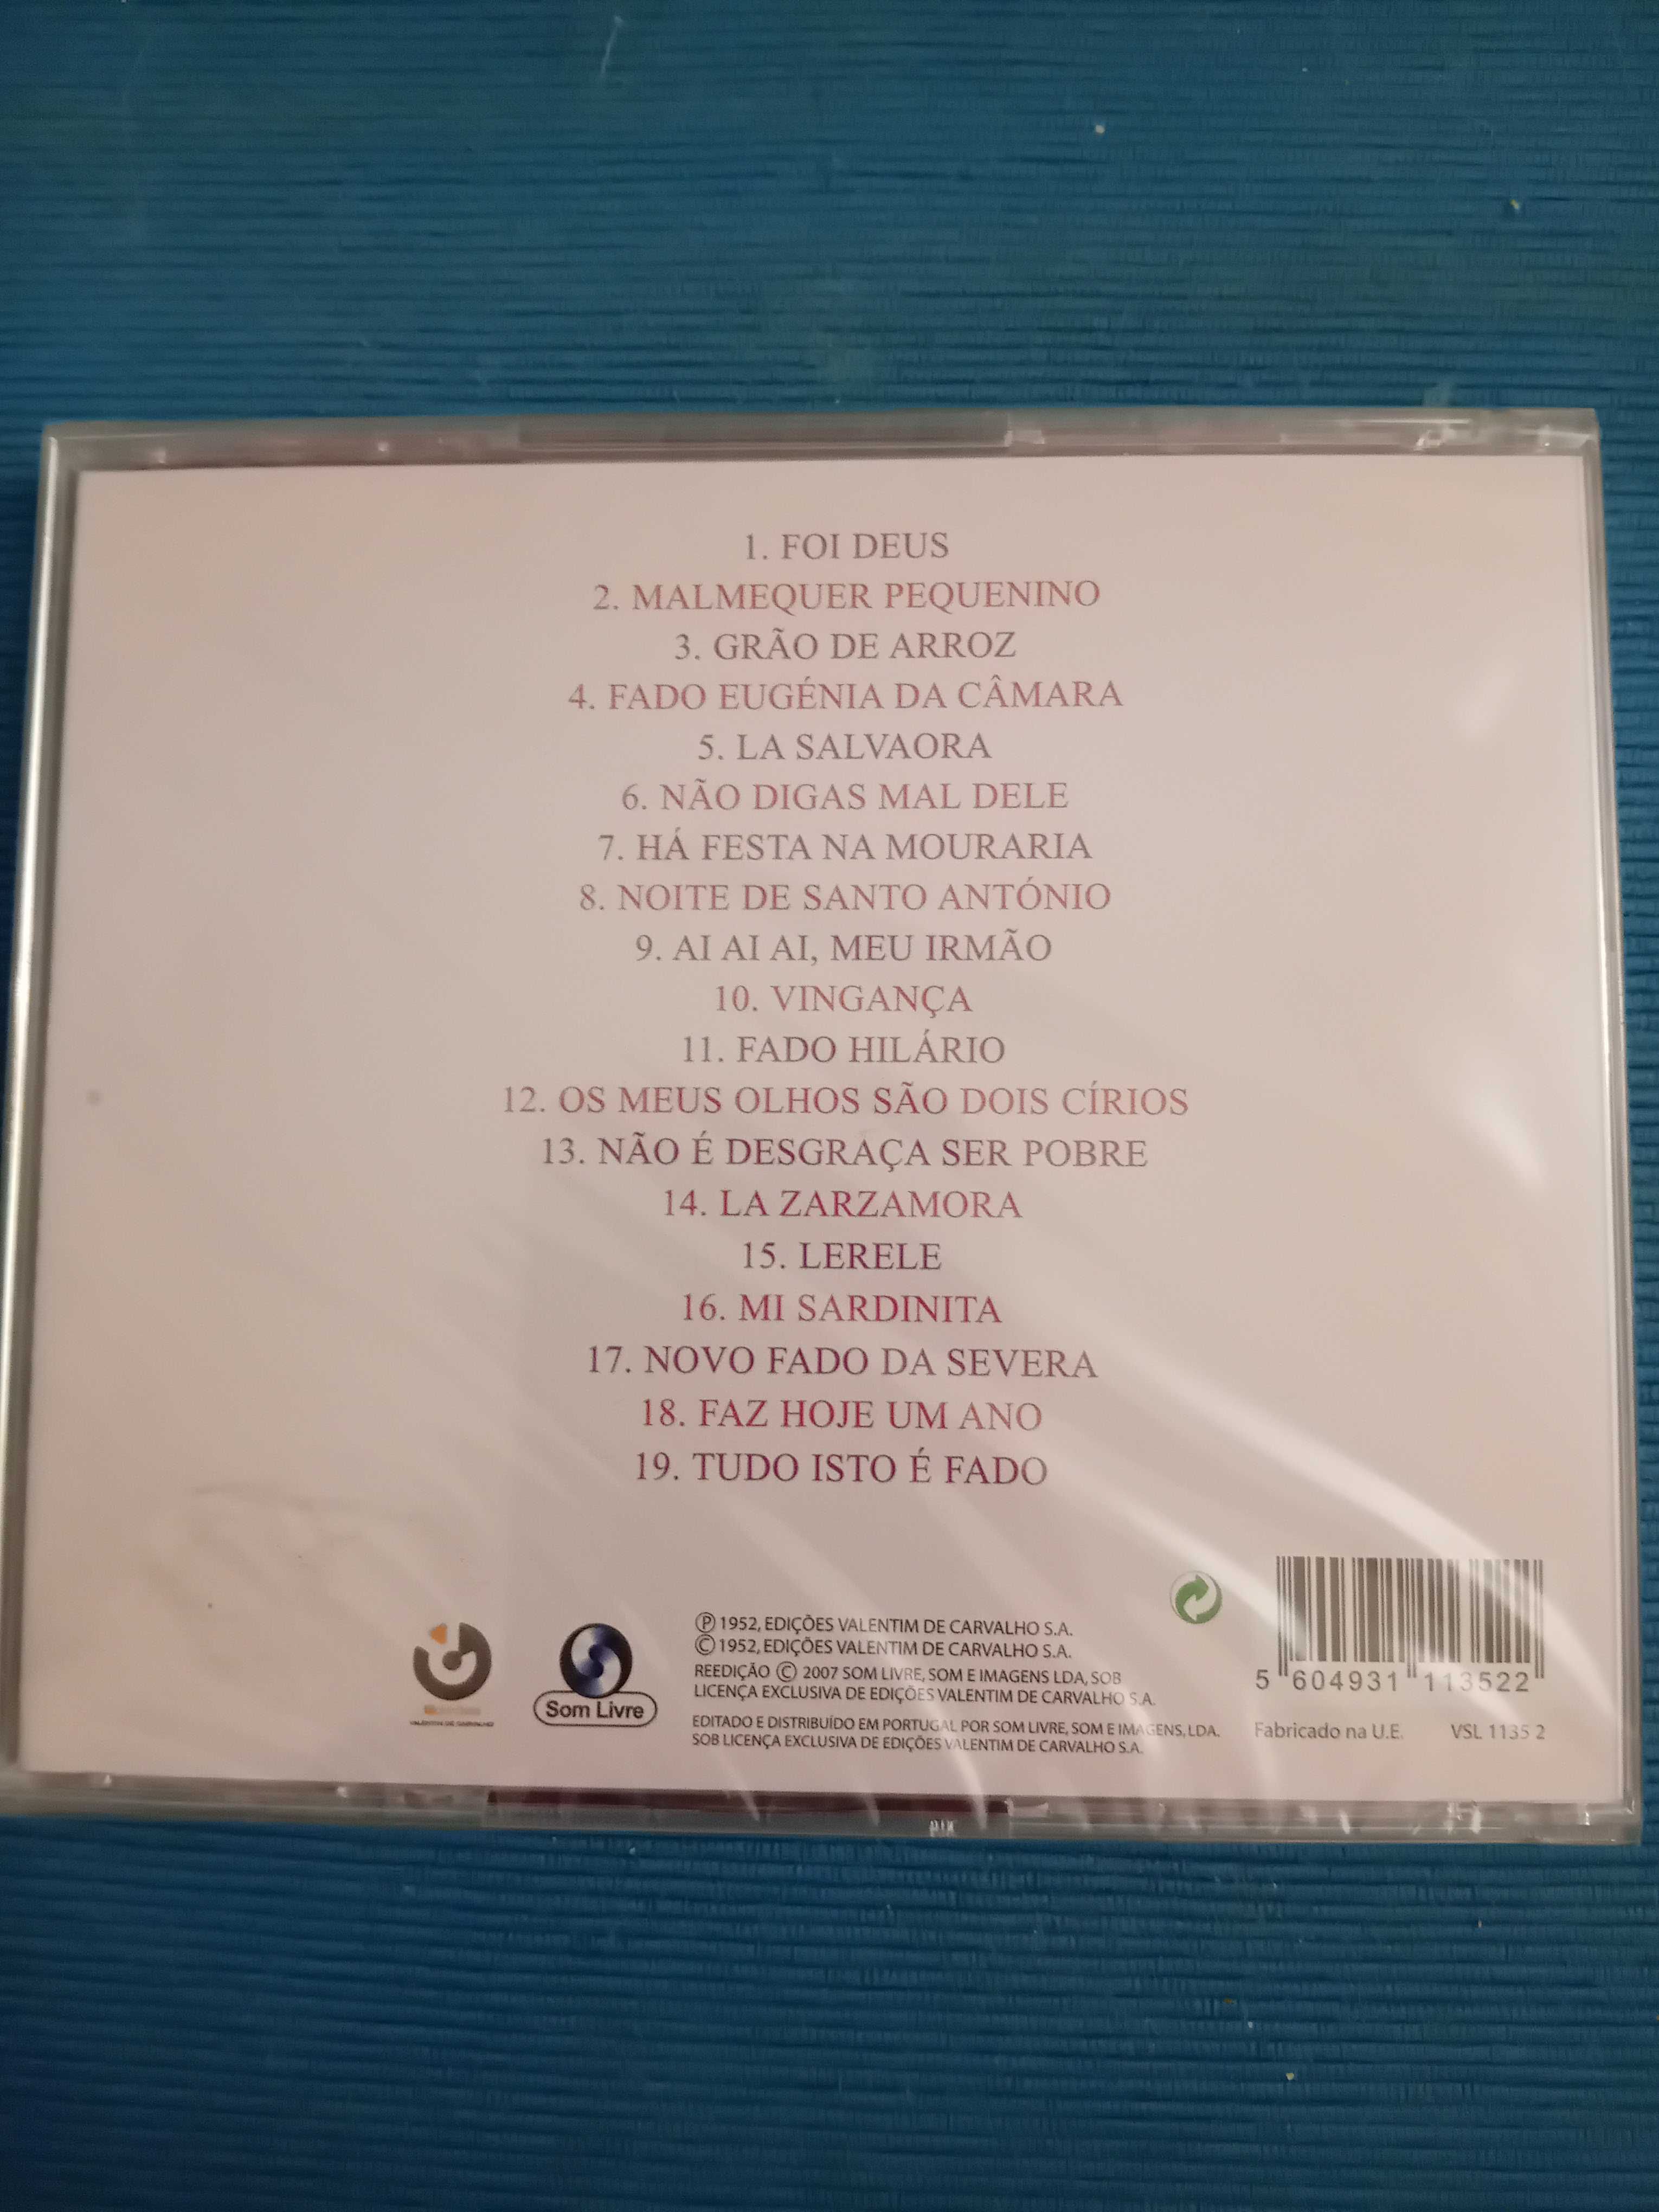 1. FOI DEUS
2. MALMEQUER PEQUENINO
3. GRÃO DE ARROZ
4. FADO EUGÉNIA DA CÂMARA
5. LA SALVAORA
6. NÃO DIGAS MAL DELE
7. HÁ FESTA NA MOURARIA
8. NOITE DE SANTO ANTÓNIO
9. AI AI AI, MEU IRMÃO
10. VINGANÇA
11. FADO HILÁRIO
12. OS MEUS OLHOS SÃO DOIS CÍRIOS
13. NÃO É DESGRAÇA SER POBRE
14. LA ZARZAMORA
15. LERELE
16. MI SARDINITA
17. NOVO FADO DA SEVERA
18. FAZ HOJE UM ANO
19. TUDO ISTO É FADO
VALENTIM DE CARVALHO
Som Livre
Ⓟ 1952, EDIÇÕES VALENTIM DE CARVALHO S.A.
© 1952, EDIÇÕES VALENTIM DE CARVALHO S.A.
REEDIÇÃO © 2007 SOM LIVRE, SOM E IMAGENS LDA, SOB
LICENÇA EXCLUSIVA DE EDIÇÕES VALENTIM DE CARVALHO S.A.
EDITADO E DISTRIBUÍDO EM PORTUGAL POR SOM LIVRE, SOM E IMAGENS, LDA.
SOB LICENÇA EXCLUSIVA DE EDIÇÕES VALENTIM DE CARVALHO S.A.
5 604931 113522
Fabricado na U.E. VSL 1135 2